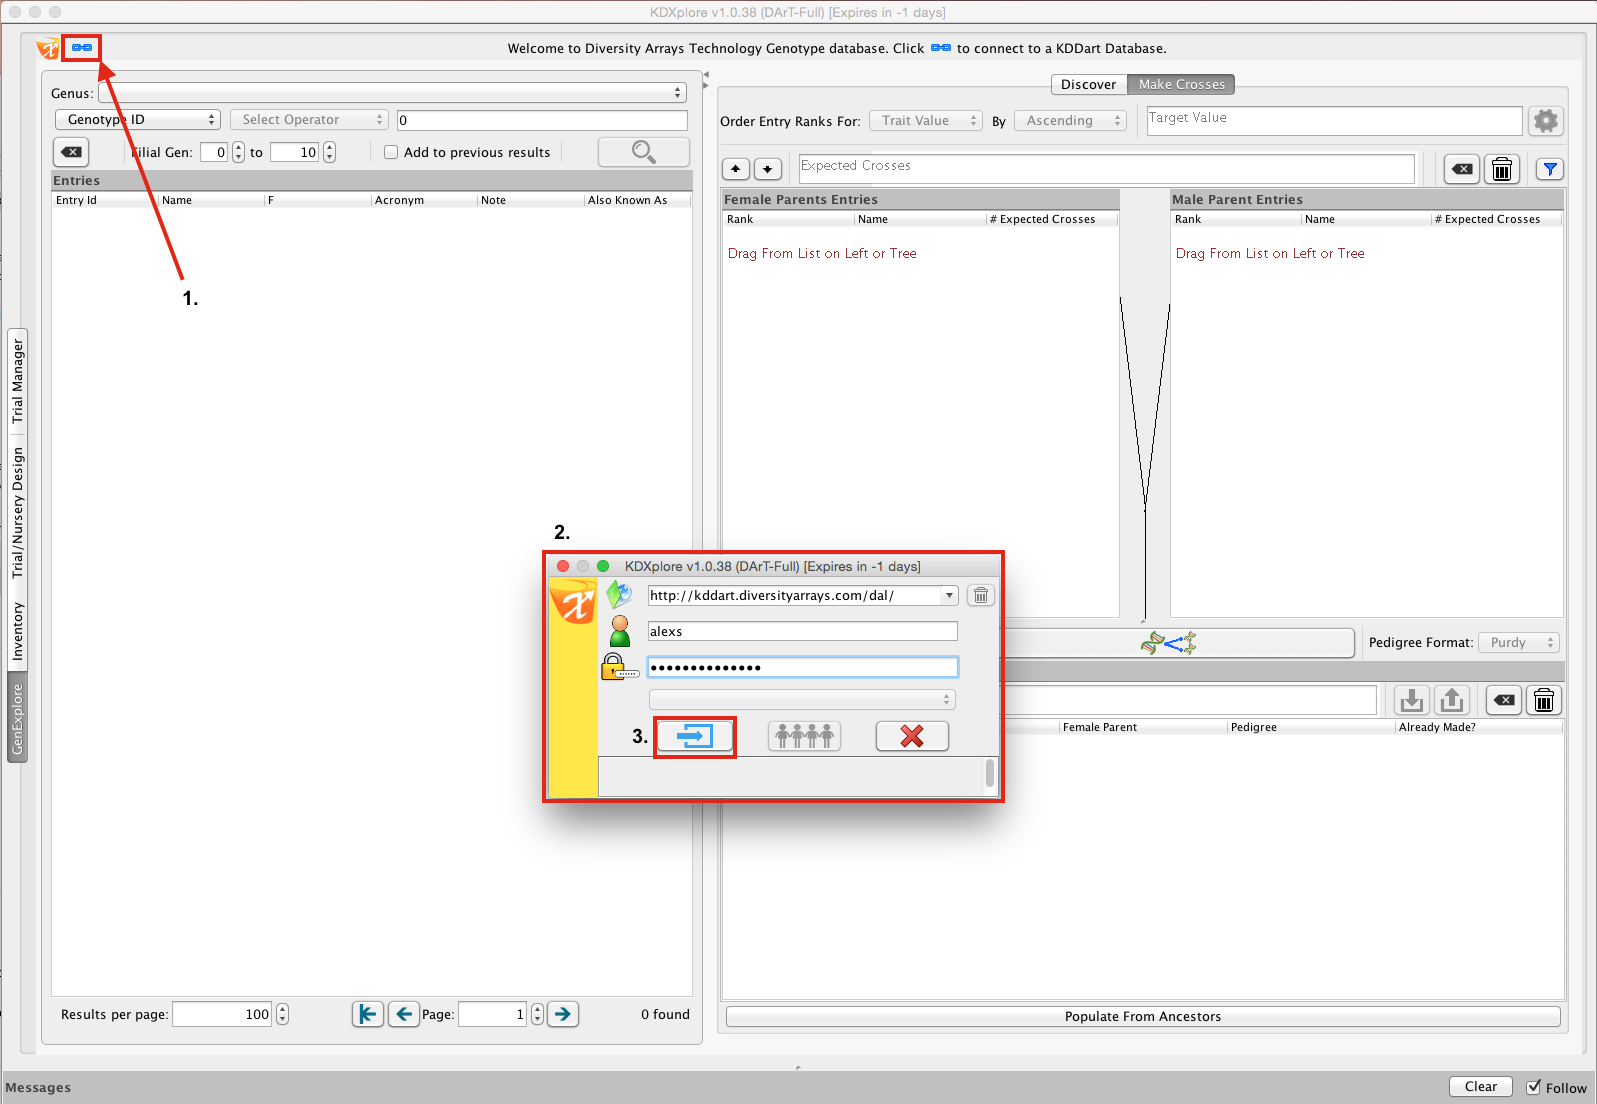 KDXplore v1.0.38 (DArT-Full) [Expires in -1 days]
Welcome to Diversity Arrays Technology Genotype database. Click to connect to a KDDart Database.
Genus:
Genotype ID Select Operator 0
Filial Gen: 0 to 10 Add to previous results
Entries
Entry Id Name F Acronym Note Also Known As
1.
Discover Make Crosses
Order Entry Ranks For: Trait Value By Ascending Target Value
Expected Crosses
Female Parents Entries Male Parent Entries
Rank Name # Expected Crosses Rank Name # Expected Crosses
Drag From List on Left or Tree Drag From List on Left or Tree
Trial Manager
Trial/Nursery Design
Inventory
GenExplore
2.
KDXplore v1.0.38 (DArT-Full) [Expires in -1 days]
http://kddart.diversityarrays.com/dal/
alexs
3.
Pedigree Format: Purdy
Female Parent Pedigree Already Made?
Results per page: 100 Page: 1 0 found
Populate From Ancestors
Messages Clear Follow